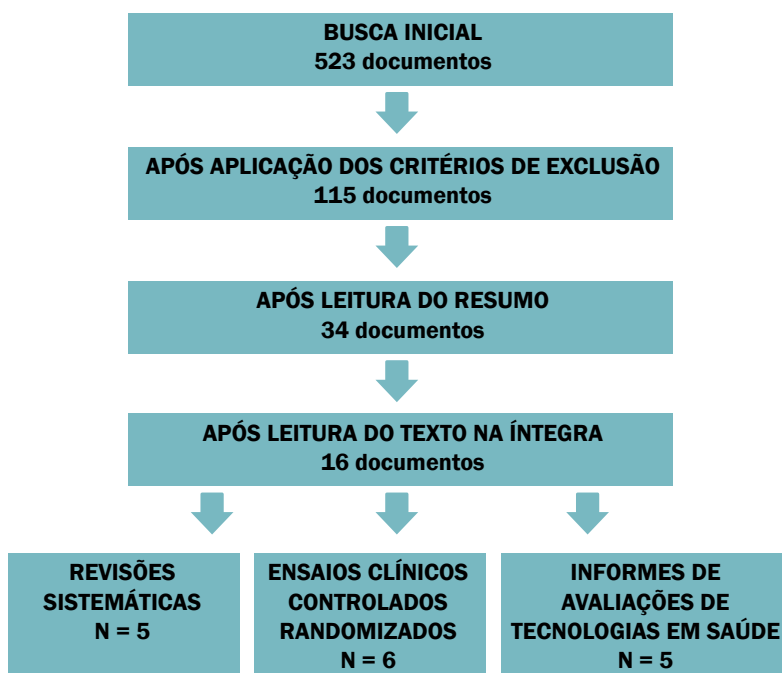 BUSCA INICIAL
523 documentos
APÓS APLICAÇÃO DOS CRITÉRIOS DE EXCLUSÃO
115 documentos
APÓS LEITURA DO RESUMO
34 documentos
APÓS LEITURA DO TEXTO NA ÍNTEGRA
16 documentos
REVISÕES
SISTEMÁTICAS
N = 5
ENSAIOS CLÍNICOS
CONTROLADOS
RANDOMIZADOS
N = 6
INFORMES DE
AVALIAÇÕES DE
TECNOLOGIAS EM SAÚDE
N = 5